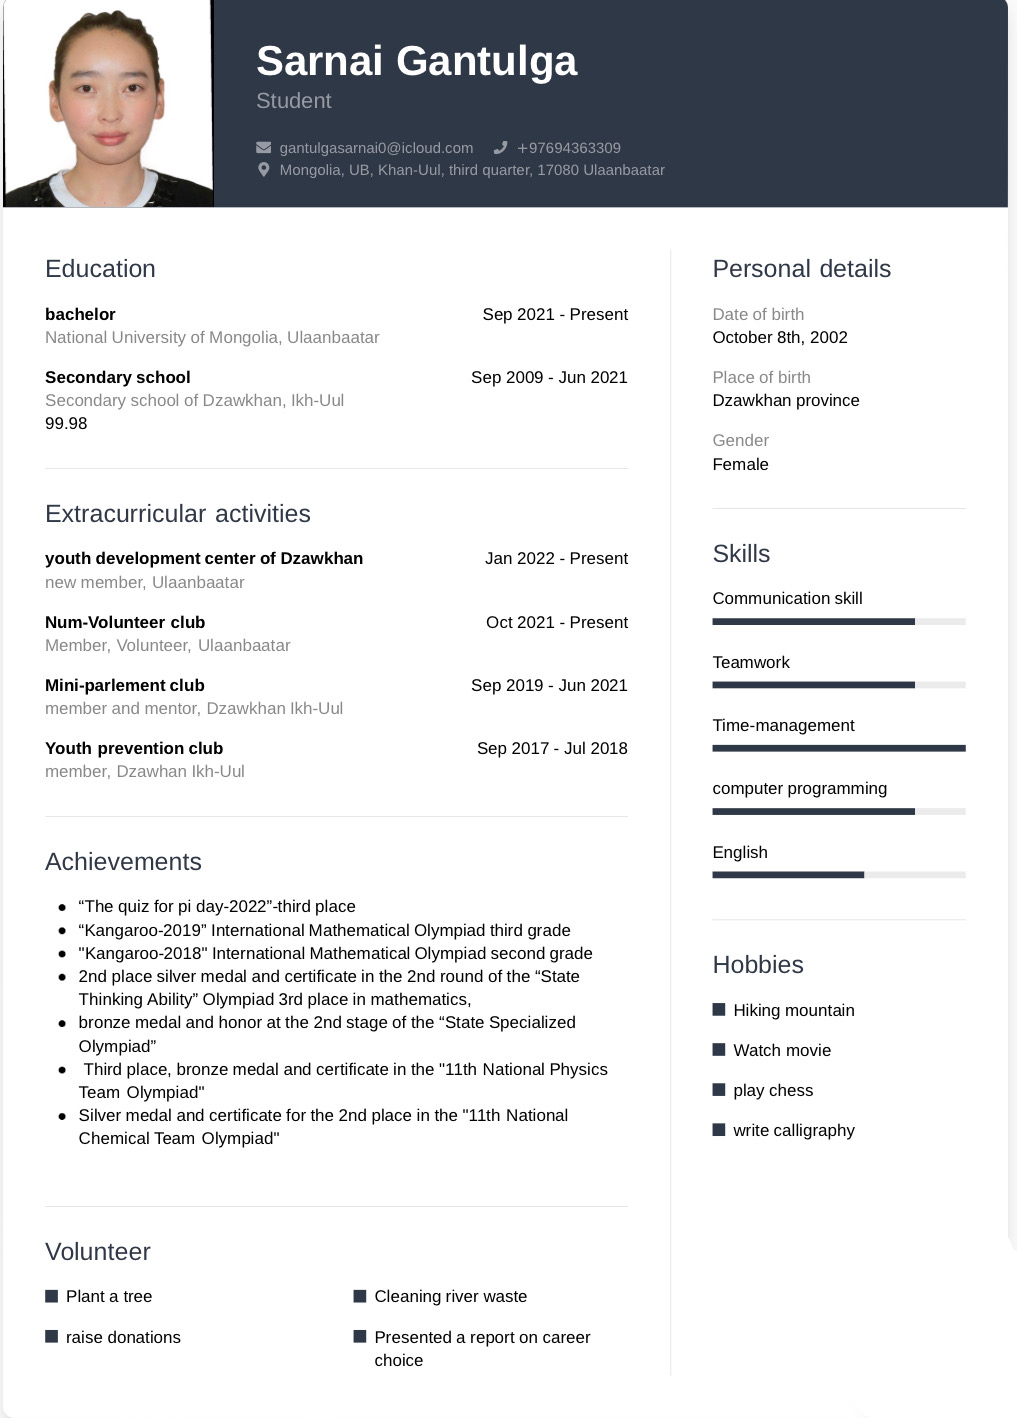 Sarnai Gantulga
Student
gantulgasarnai0@icloud.com +97694363309
Mongolia, UB, Khan-Uul, third quarter, 17080 Ulaanbaatar
Education
bachelor Sep 2021 - Present
National University of Mongolia, Ulaanbaatar
Secondary school Sep 2009 - Jun 2021
Secondary school of Dzawkhan, Ikh-Uul
99.98
Extracurricular activities
youth development center of Dzawkhan Jan 2022 - Present
new member, Ulaanbaatar
Num-Volunteer club Oct 2021 - Present
Member, Volunteer, Ulaanbaatar
Mini-parlement club Sep 2019 - Jun 2021
member and mentor, Dzawkhan Ikh-Uul
Youth prevention club Sep 2017 - Jul 2018
member, Dzawhan Ikh-Uul
Achievements
“The quiz for pi day-2022”-third place
“Kangaroo-2019” International Mathematical Olympiad third grade
"Kangaroo-2018" International Mathematical Olympiad second grade
2nd place silver medal and certificate in the 2nd round of the “State
Thinking Ability” Olympiad 3rd place in mathematics,
bronze medal and honor at the 2nd stage of the “State Specialized
Olympiad”
Third place, bronze medal and certificate in the "11th National Physics
Team Olympiad"
Silver medal and certificate for the 2nd place in the "11th National
Chemical Team Olympiad"
Volunteer
Plant a tree Cleaning river waste
raise donations Presented a report on career
choice
Personal details
Date of birth
October 8th, 2002
Place of birth
Dzawkhan province
Gender
Female
Skills
Communication skill
Teamwork
Time-management
computer programming
English
Hobbies
Hiking mountain
Watch movie
play chess
write calligraphy